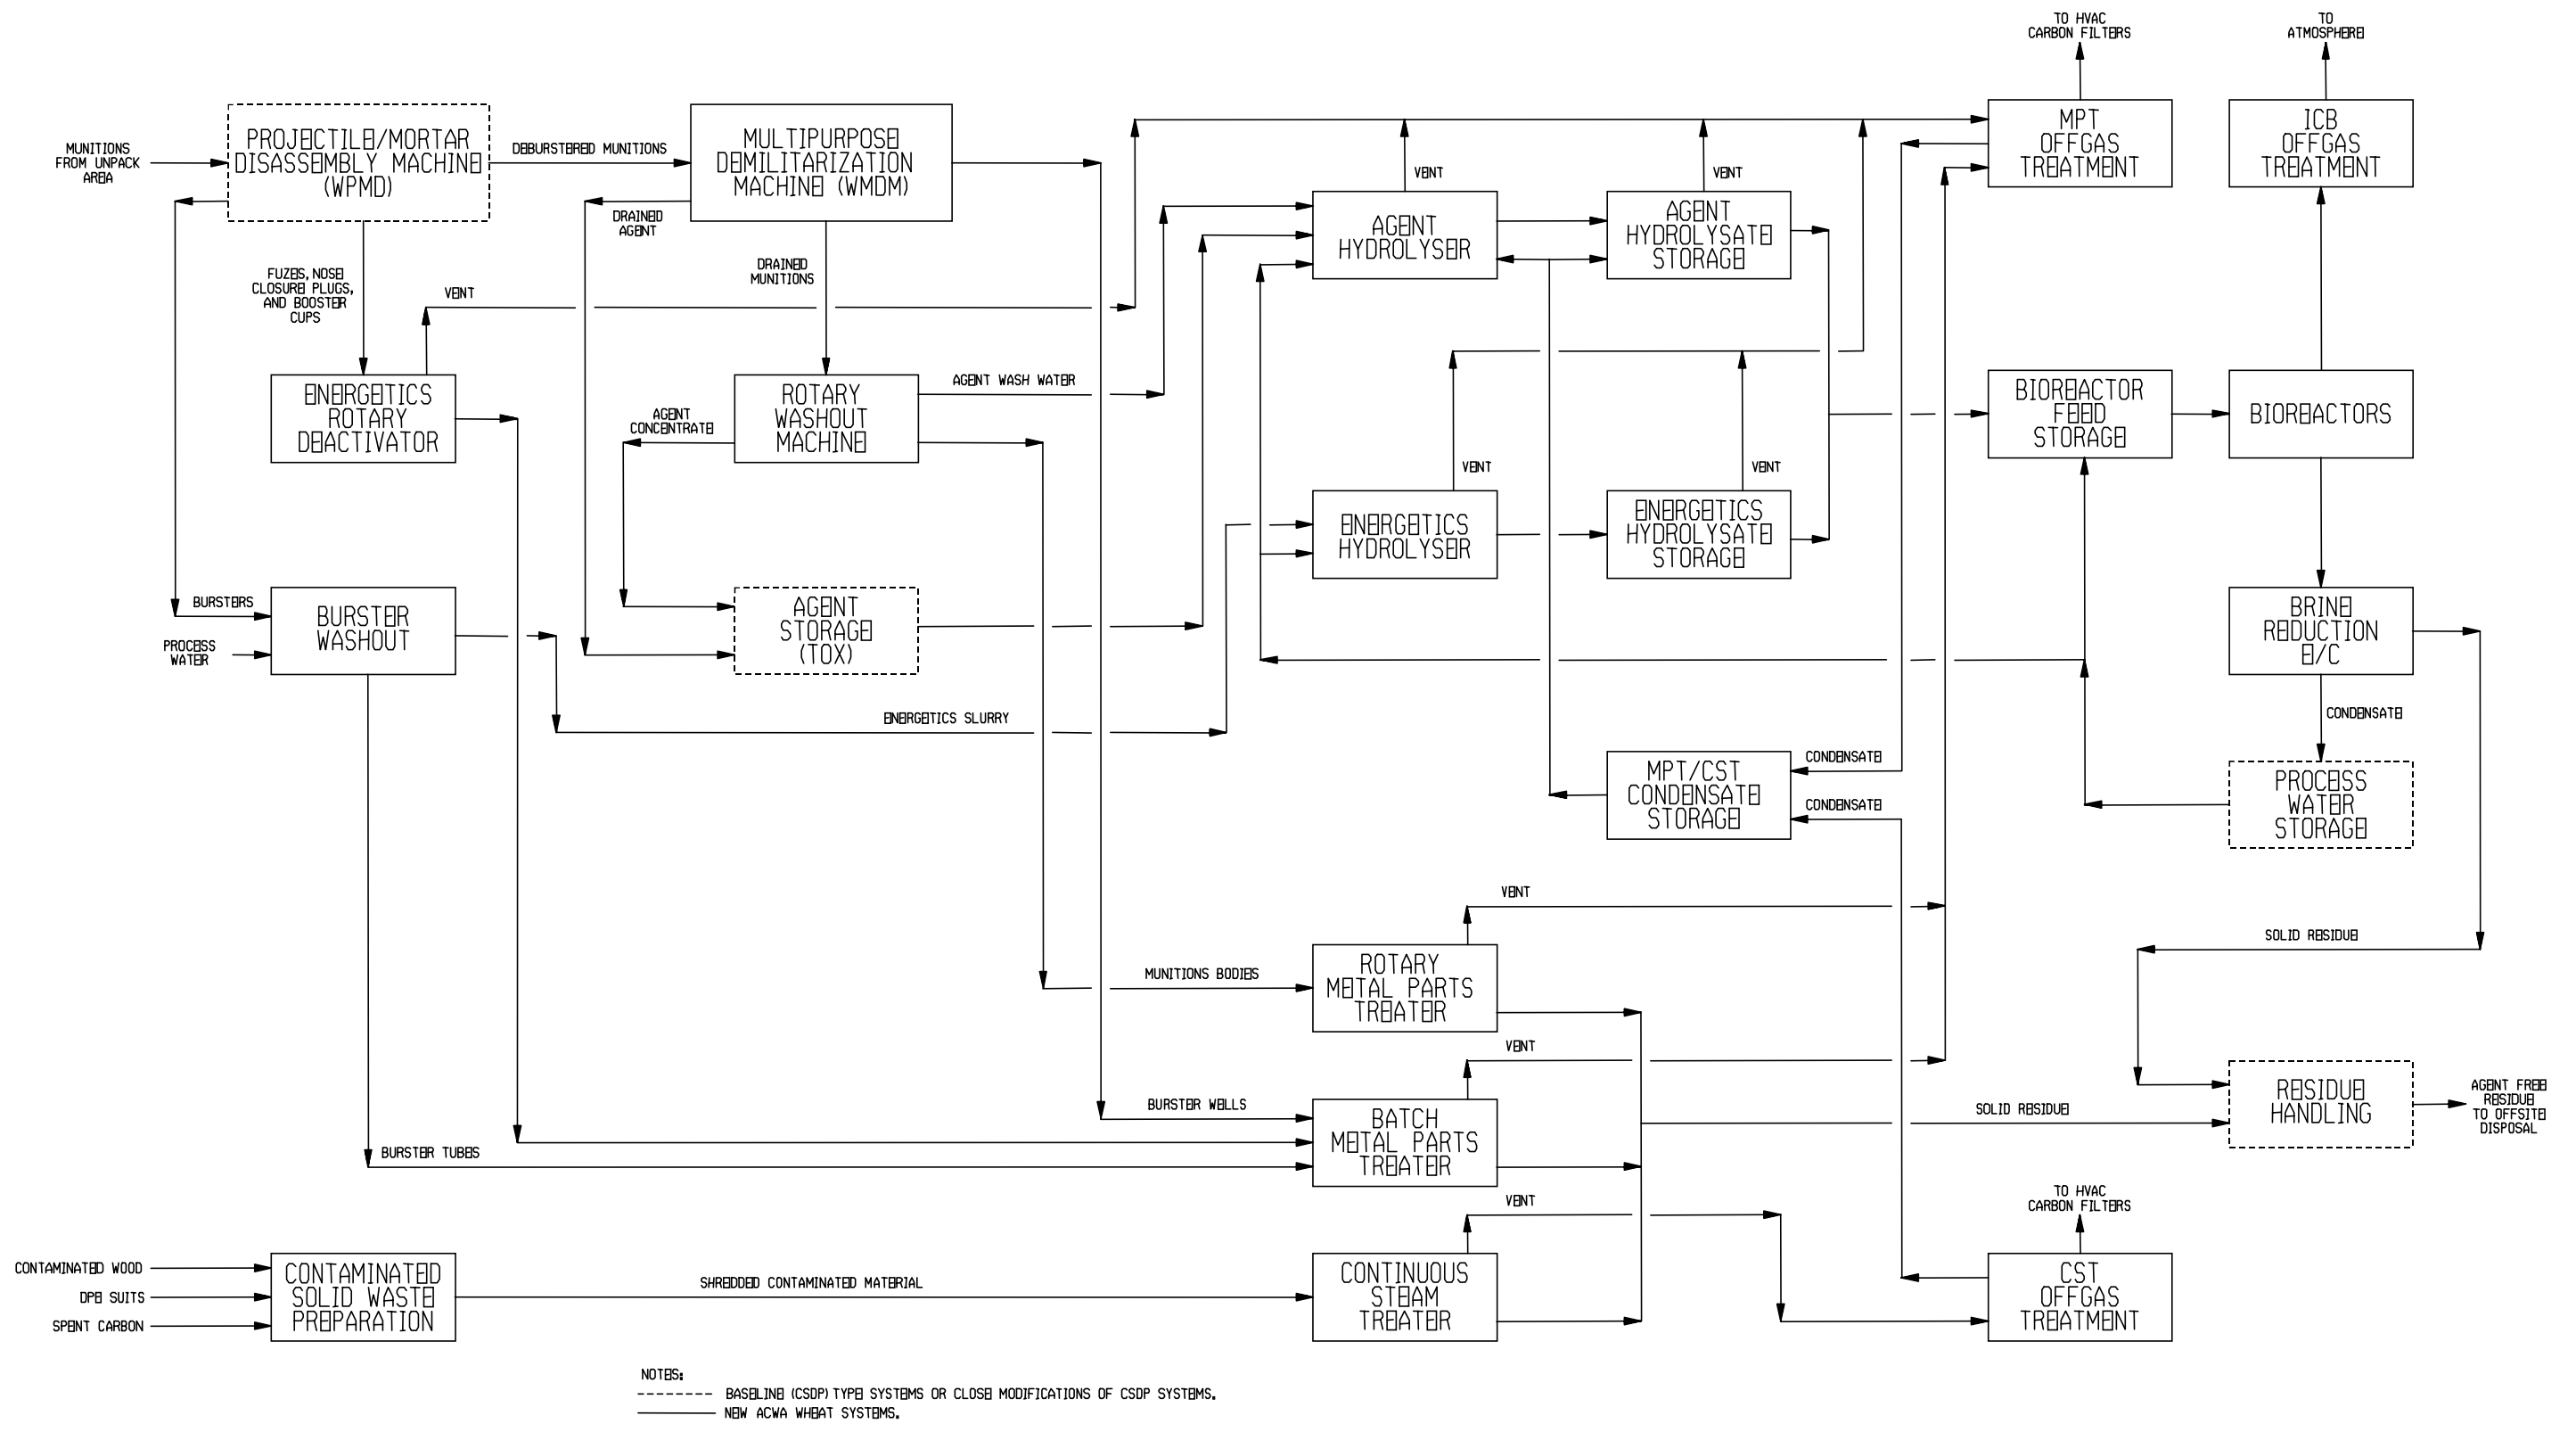 TO HVAC
CARBON FILTERS
TO
ATMOSPHERE
MUNITIONS
FROM UNPACK
AREA
PROJECTILE/MORTAR
DISASSEMBLY MACHINE
(WPMD)
DEBURSTERED MUNITIONS
MULTIPURPOSE
DEMILITARIZATION
MACHINE (WMDM)
MPT
OFFGAS
TREATMENT
ICB
OFFGAS
TREATMENT
VENT
VENT
DRAINED
AGENT
AGENT
HYDROLYSER
AGENT
HYDROLYSATE
STORAGE
FUZES, NOSE
CLOSURE PLUGS,
AND BOOSTER
CUPS
VENT
DRAINED
MUNITIONS
ENERGETICS
ROTARY
DEACTIVATOR
AGENT
CONCENTRATE
ROTARY
WASHOUT
MACHINE
AGENT WASH WATER
BIOREACTOR
FEED
STORAGE
BIOREACTORS
VENT
VENT
ENERGETICS
HYDROLYSER
ENERGETICS
HYDROLYSATE
STORAGE
BURSTERS
PROCESS
WATER
BURSTER
WASHOUT
AGENT
STORAGE
(TOX)
BRINE
REDUCTION
E/C
ENERGETICS SLURRY
CONDENSATE
MPT/CST
CONDENSATE
STORAGE
CONDENSATE
CONDENSATE
PROCESS
WATER
STORAGE
VENT
SOLID RESIDUE
MUNITIONS BODIES
ROTARY
METAL PARTS
TREATER
VENT
BURSTER WELLS
BATCH
METAL PARTS
TREATER
SOLID RESIDUE
RESIDUE
HANDLING
AGENT FREE
RESIDUE
TO OFFSITE
DISPOSAL
BURSTER TUBES
VENT
TO HVAC
CARBON FILTERS
CONTAMINATED WOOD
DPE SUITS
SPENT CARBON
CONTAMINATED
SOLID WASTE
PREPARATION
SHREDDED CONTAMINATED MATERIAL
CONTINUOUS
STEAM
TREATER
CST
OFFGAS
TREATMENT
NOTES:
BASELINE (CSDP) TYPE SYSTEMS OR CLOSE MODIFICATIONS OF CSDP SYSTEMS.
NEW ACWA WHEAT SYSTEMS.